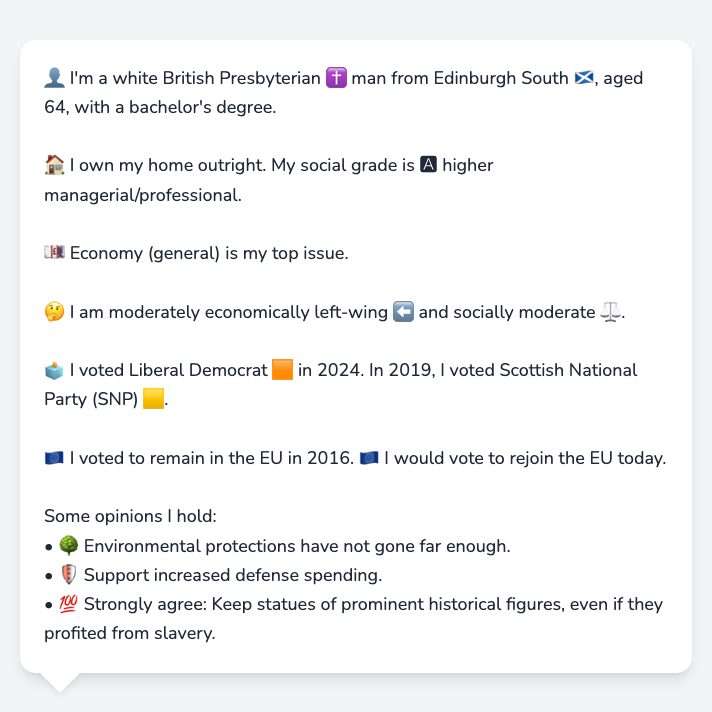 👤 I'm a white British Presbyterian ✝️ man from Edinburgh South 🏴󠁧󠁢󠁳󠁣󠁴󠁿, aged
64, with a bachelor's degree.
🏠 I own my home outright. My social grade is 🅰 higher
managerial/professional.
💷 Economy (general) is my top issue.
🤔 I am moderately economically left-wing ⬅️ and socially moderate ⚖️.
🗳️ I voted Liberal Democrat 🟧 in 2024. In 2019, I voted Scottish National
Party (SNP) 🟨.
🇪🇺 I voted to remain in the EU in 2016. 🇪🇺 I would vote to rejoin the EU today.
Some opinions I hold:
• 🌳 Environmental protections have not gone far enough.
• 🛡️ Support increased defense spending.
• 💯 Strongly agree: Keep statues of prominent historical figures, even if they
profited from slavery.